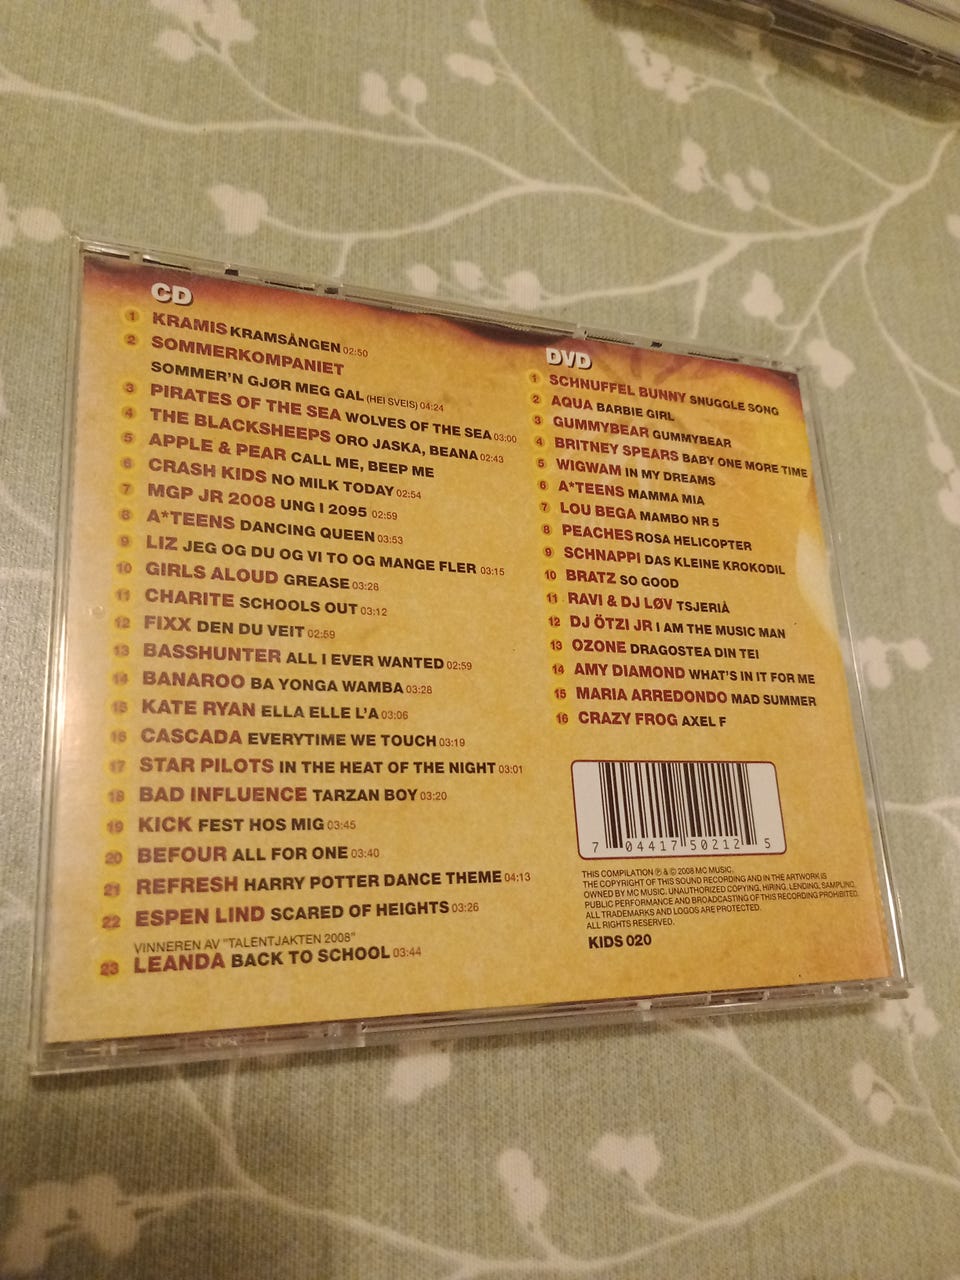 CD
1 KRAMIS KRAMSÅNGEN 02:50
2 SOMMERKOMPANIET
SOMMER'N GJØR MEG GAL (HEI SVEIS) 04:24
3 PIRATES OF THE SEA WOLVES OF THE SEA 03:00
4 THE BLACKSHEEPS ORO JASKA, BEANA 02:43
5 APPLE & PEAR CALL ME, BEEP ME
6 CRASH KIDS NO MILK TODAY 02:54
7 MGP JR 2008 UNG I 2095 02:59
8 A*TEENS DANCING QUEEN 03:53
9 LIZ JEG OG DU OG VI TO OG MANGE FLER 03:15
10 GIRLS ALOUD GREASE 03:26
11 CHARITE SCHOOLS OUT 03:12
12 FIXX DEN DU VEIT 02:59
13 BASSHUNTER ALL I EVER WANTED 02:59
14 BANAROO BA YONGA WAMBA 03:28
15 KATE RYAN ELLA ELLE L'A 03:06
16 CASCADA EVERYTIME WE TOUCH 03:19
17 STAR PILOTS IN THE HEAT OF THE NIGHT 03:01
18 BAD INFLUENCE TARZAN BOY 03:20
19 KICK FEST HOS MIG 03:45
20 BEFOUR ALL FOR ONE 03:40
21 REFRESH HARRY POTTER DANCE THEME 04:13
22 ESPEN LIND SCARED OF HEIGHTS 03:26
VINNEREN AV "TALENTJAKTEN 2008"
23 LEANDA BACK TO SCHOOL 03:44
DVD
1 SCHNUFFEL BUNNY SNUGGLE SONG
2 AQUA BARBIE GIRL
3 GUMMYBEAR GUMMYBEAR
4 BRITNEY SPEARS BABY ONE MORE TIME
5 WIGWAM IN MY DREAMS
6 A*TEENS MAMMA MIA
7 LOU BEGA MAMBO NR 5
8 PEACHES ROSA HELICOPTER
9 SCHNAPPI DAS KLEINE KROKODIL
10 BRATZ SO GOOD
11 RAVI & DJ LØV TSJERIÀ
12 DJ ÖTZI JR I AM THE MUSIC MAN
13 OZONE DRAGOSTEA DIN TEI
14 AMY DIAMOND WHAT'S IN IT FOR ME
15 MARIA ARREDONDO MAD SUMMER
16 CRAZY FROG AXEL F
7 04417 50212 5
THIS COMPILATION ℗ & © 2008 MC MUSIC.
THE COPYRIGHT OF THIS SOUND RECORDING AND IN THE ARTWORK IS
OWNED BY MC MUSIC. UNAUTHORIZED COPYING, HIRING, LENDING, SAMPLING,
PUBLIC PERFORMANCE AND BROADCASTING OF THIS RECORDING PROHIBITED.
ALL TRADEMARKS AND LOGOS ARE PROTECTED.
ALL RIGHTS RESERVED.
KIDS 020